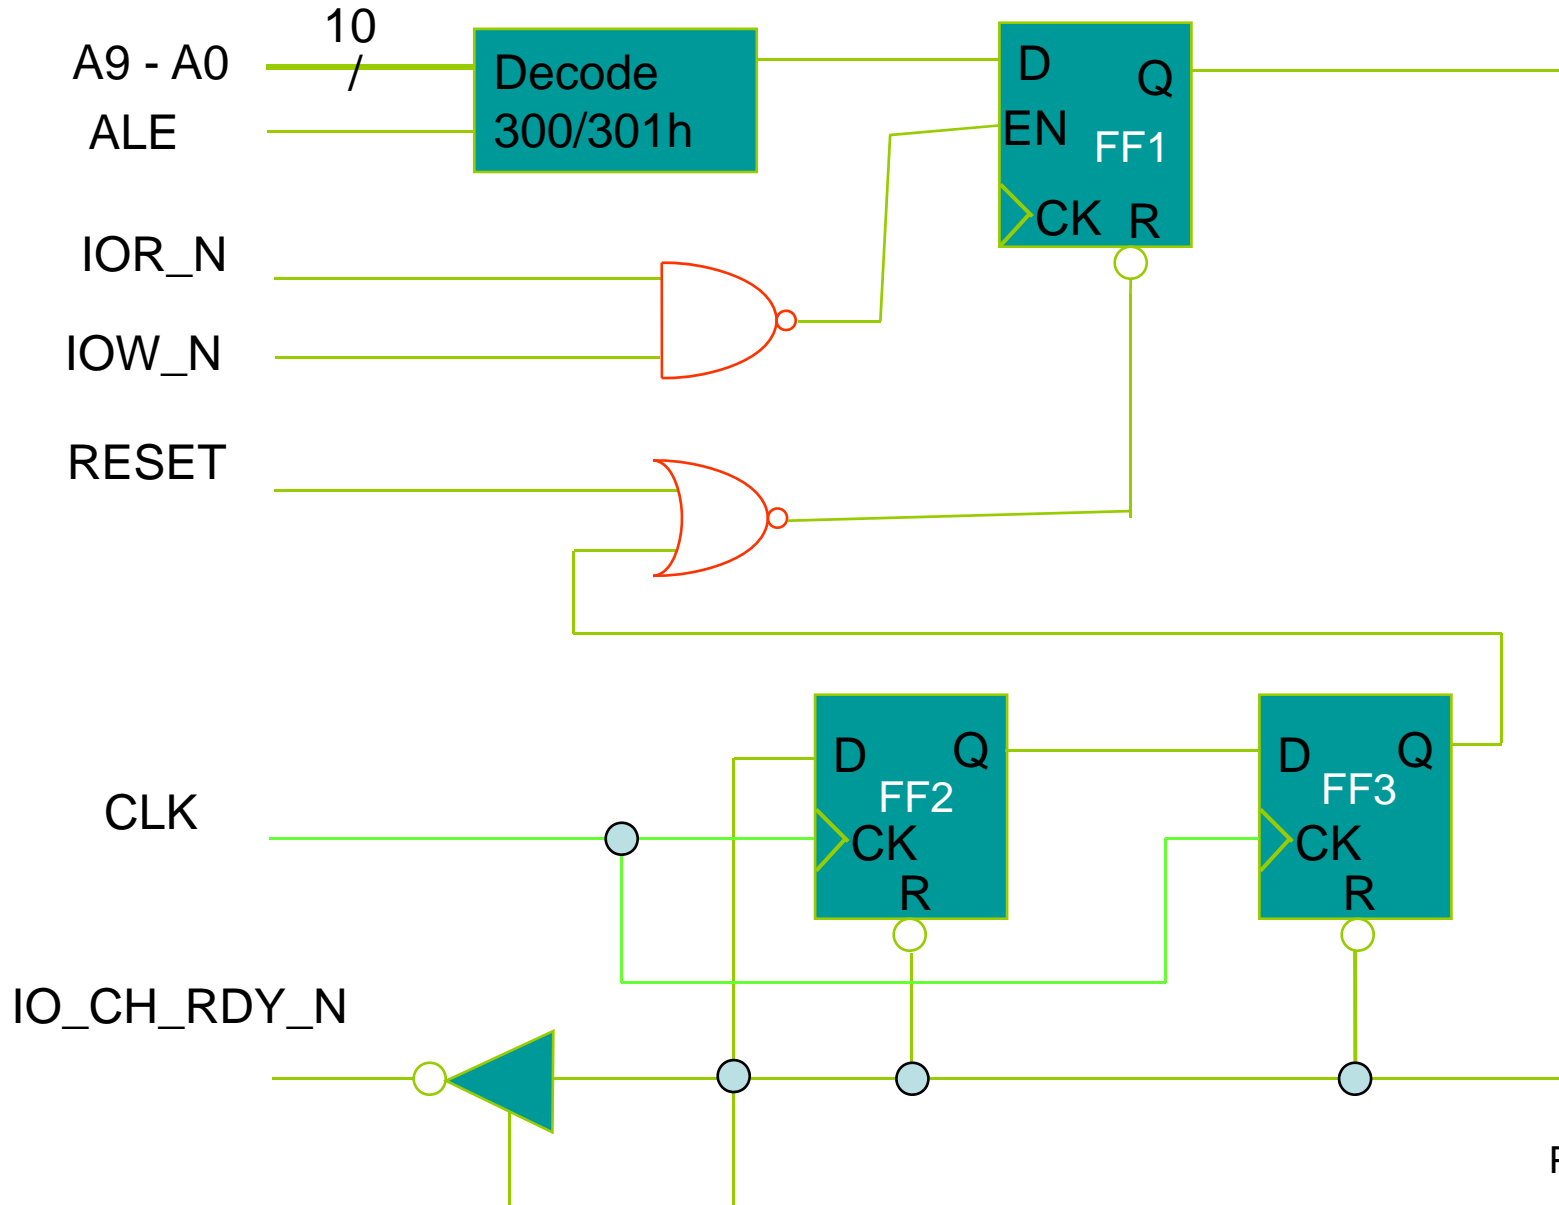 10
A9 - A0
/
ALE
Decode
300/301h
D
Q
EN
FF1
CK
R
IOR_N
IOW_N
RESET
D
Q
FF2
CK
R
D
Q
FF3
CK
R
CLK
IO_CH_RDY_N